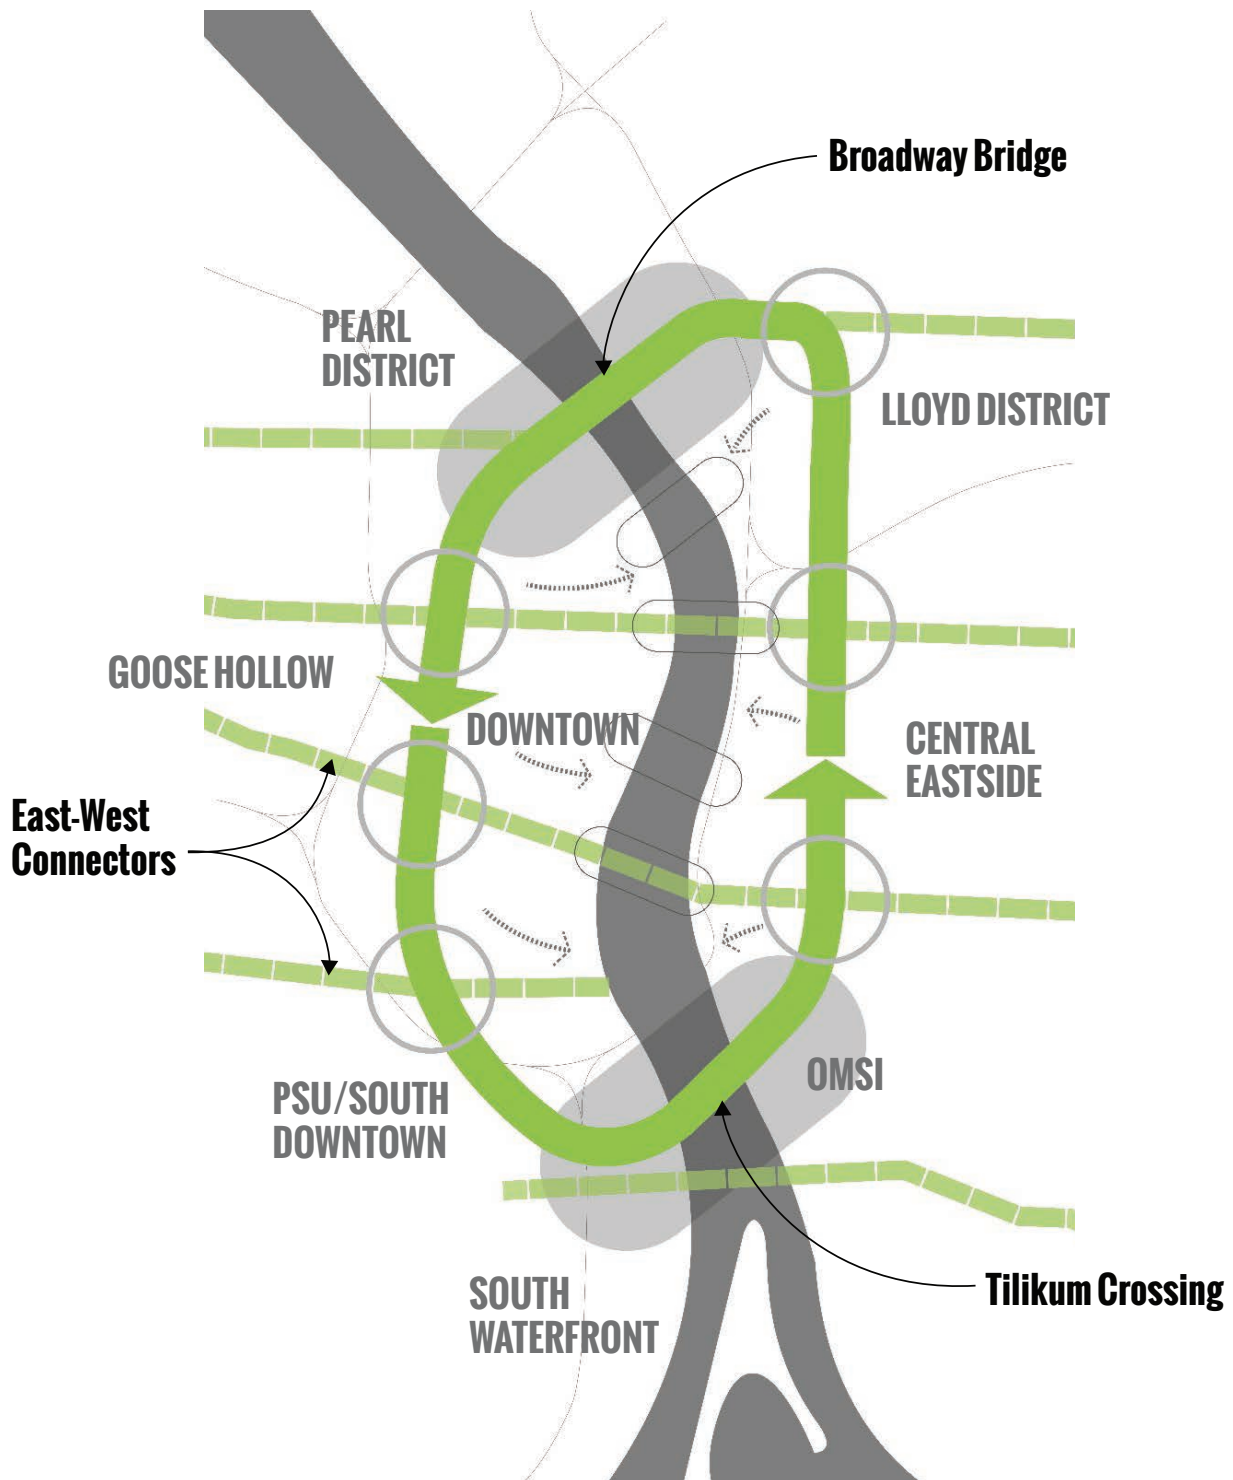 Broadway Bridge
PEARL
DISTRICT
LLOYD DISTRICT
GOOSE HOLLOW
DOWNTOWN
CENTRAL
EASTSIDE
East-West
Connectors
OMSI
PSU/SOUTH
DOWNTOWN
SOUTH
WATERFRONT
Tilikum Crossing